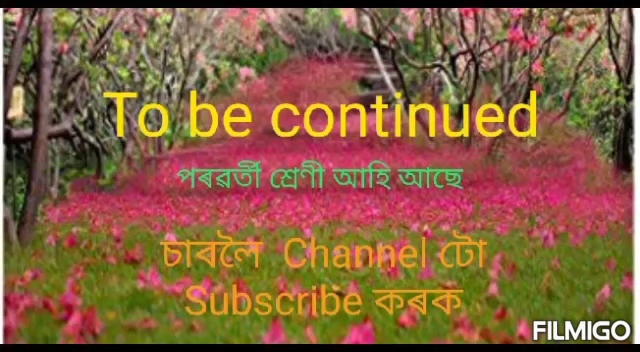 To be continued
পৰৱৰ্তী শ্ৰেণী আহি আছে
চাবলৈ Channel টো
Subscribe কৰক
FILMIGO